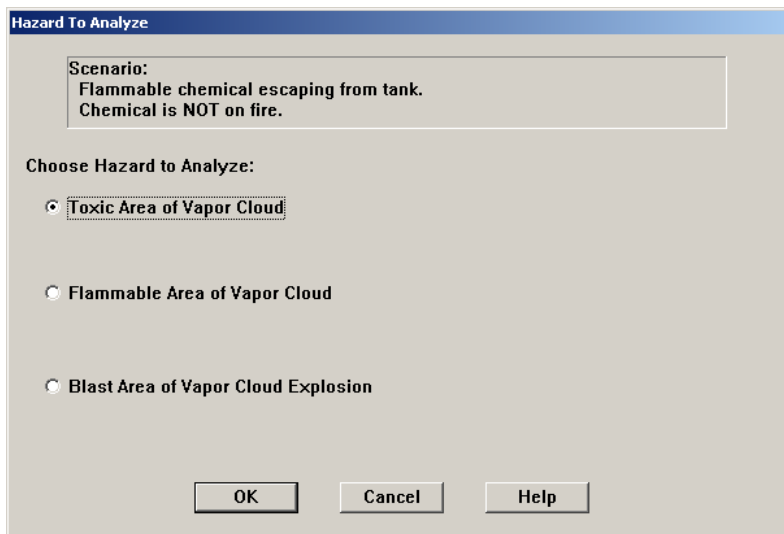 Hazard To Analyze
Scenario:
Flammable chemical escaping from tank.
Chemical is NOT on fire.
Choose Hazard to Analyze:
Toxic Area of Vapor Cloud
Flammable Area of Vapor Cloud
Blast Area of Vapor Cloud Explosion
OK Cancel Help